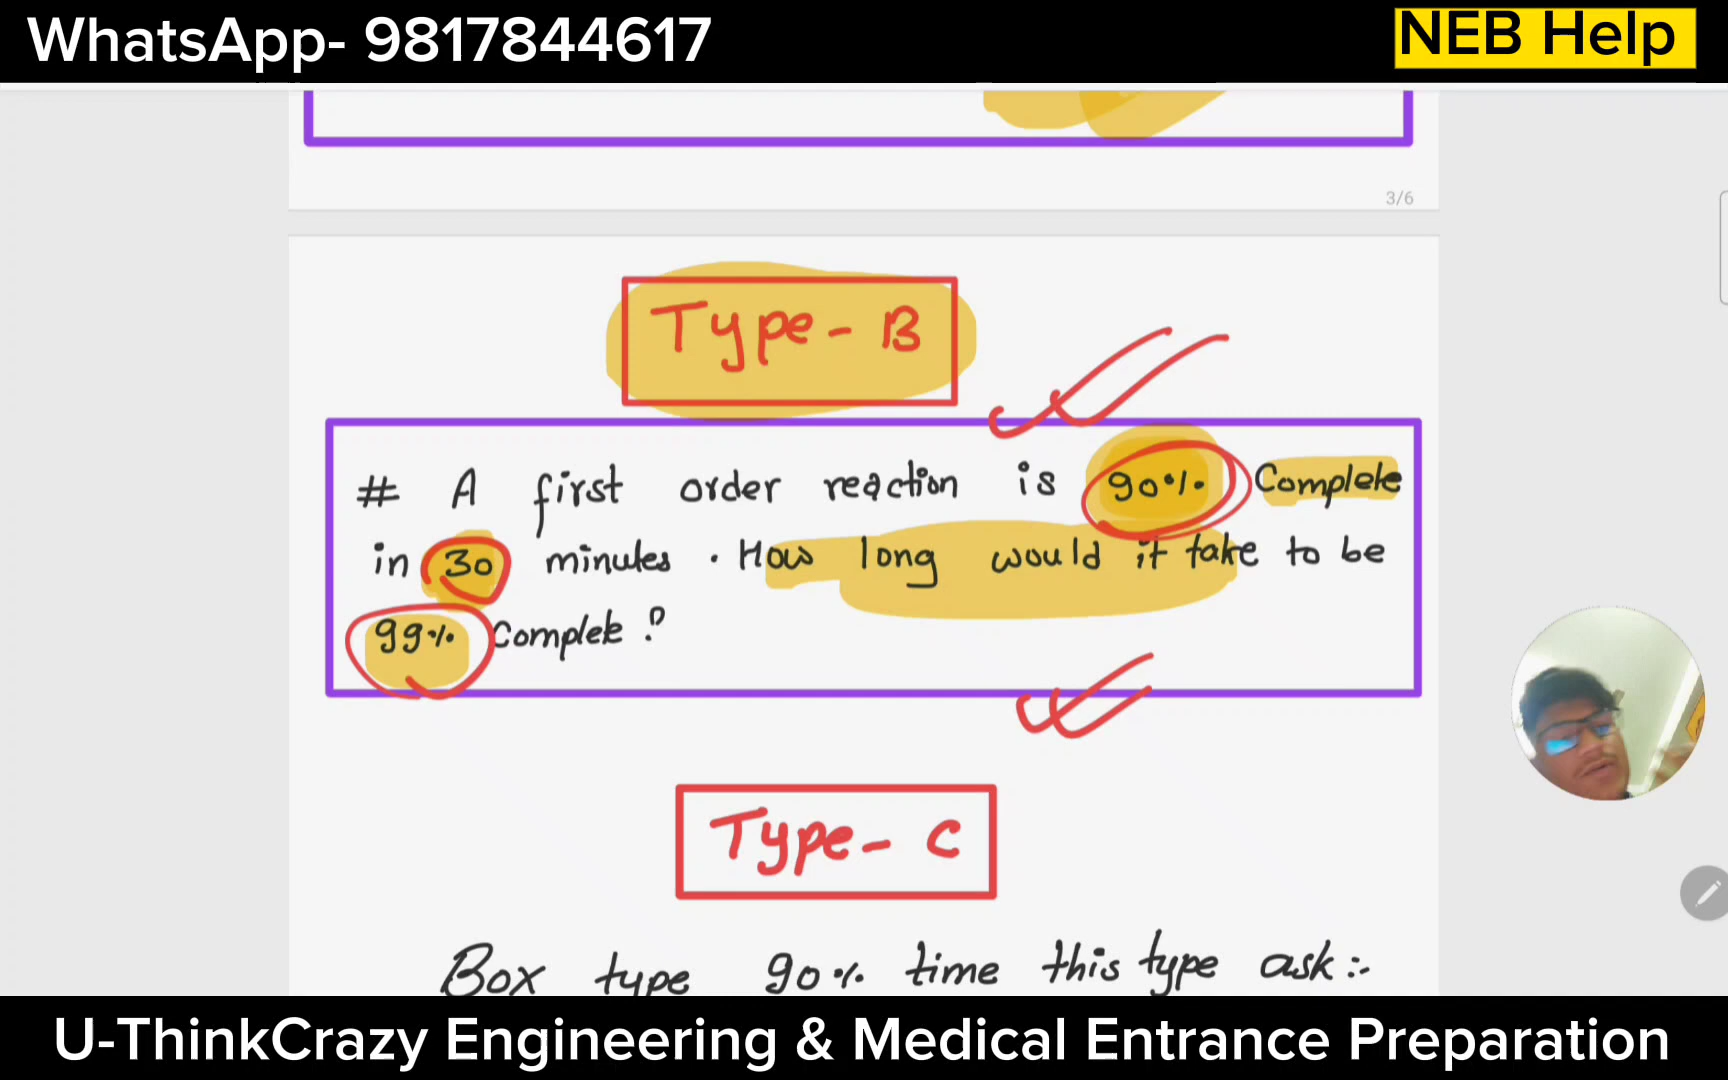 WhatsApp- 9817844617
NEB Help
3/6
Type- B
# A first order reaction is 90% Complete
in 30 minutes. How long would it take to be
99% Complete?
Type- C
Box type 90% time this type ask:-
U-ThinkCrazy Engineering & Medical Entrance Preparation